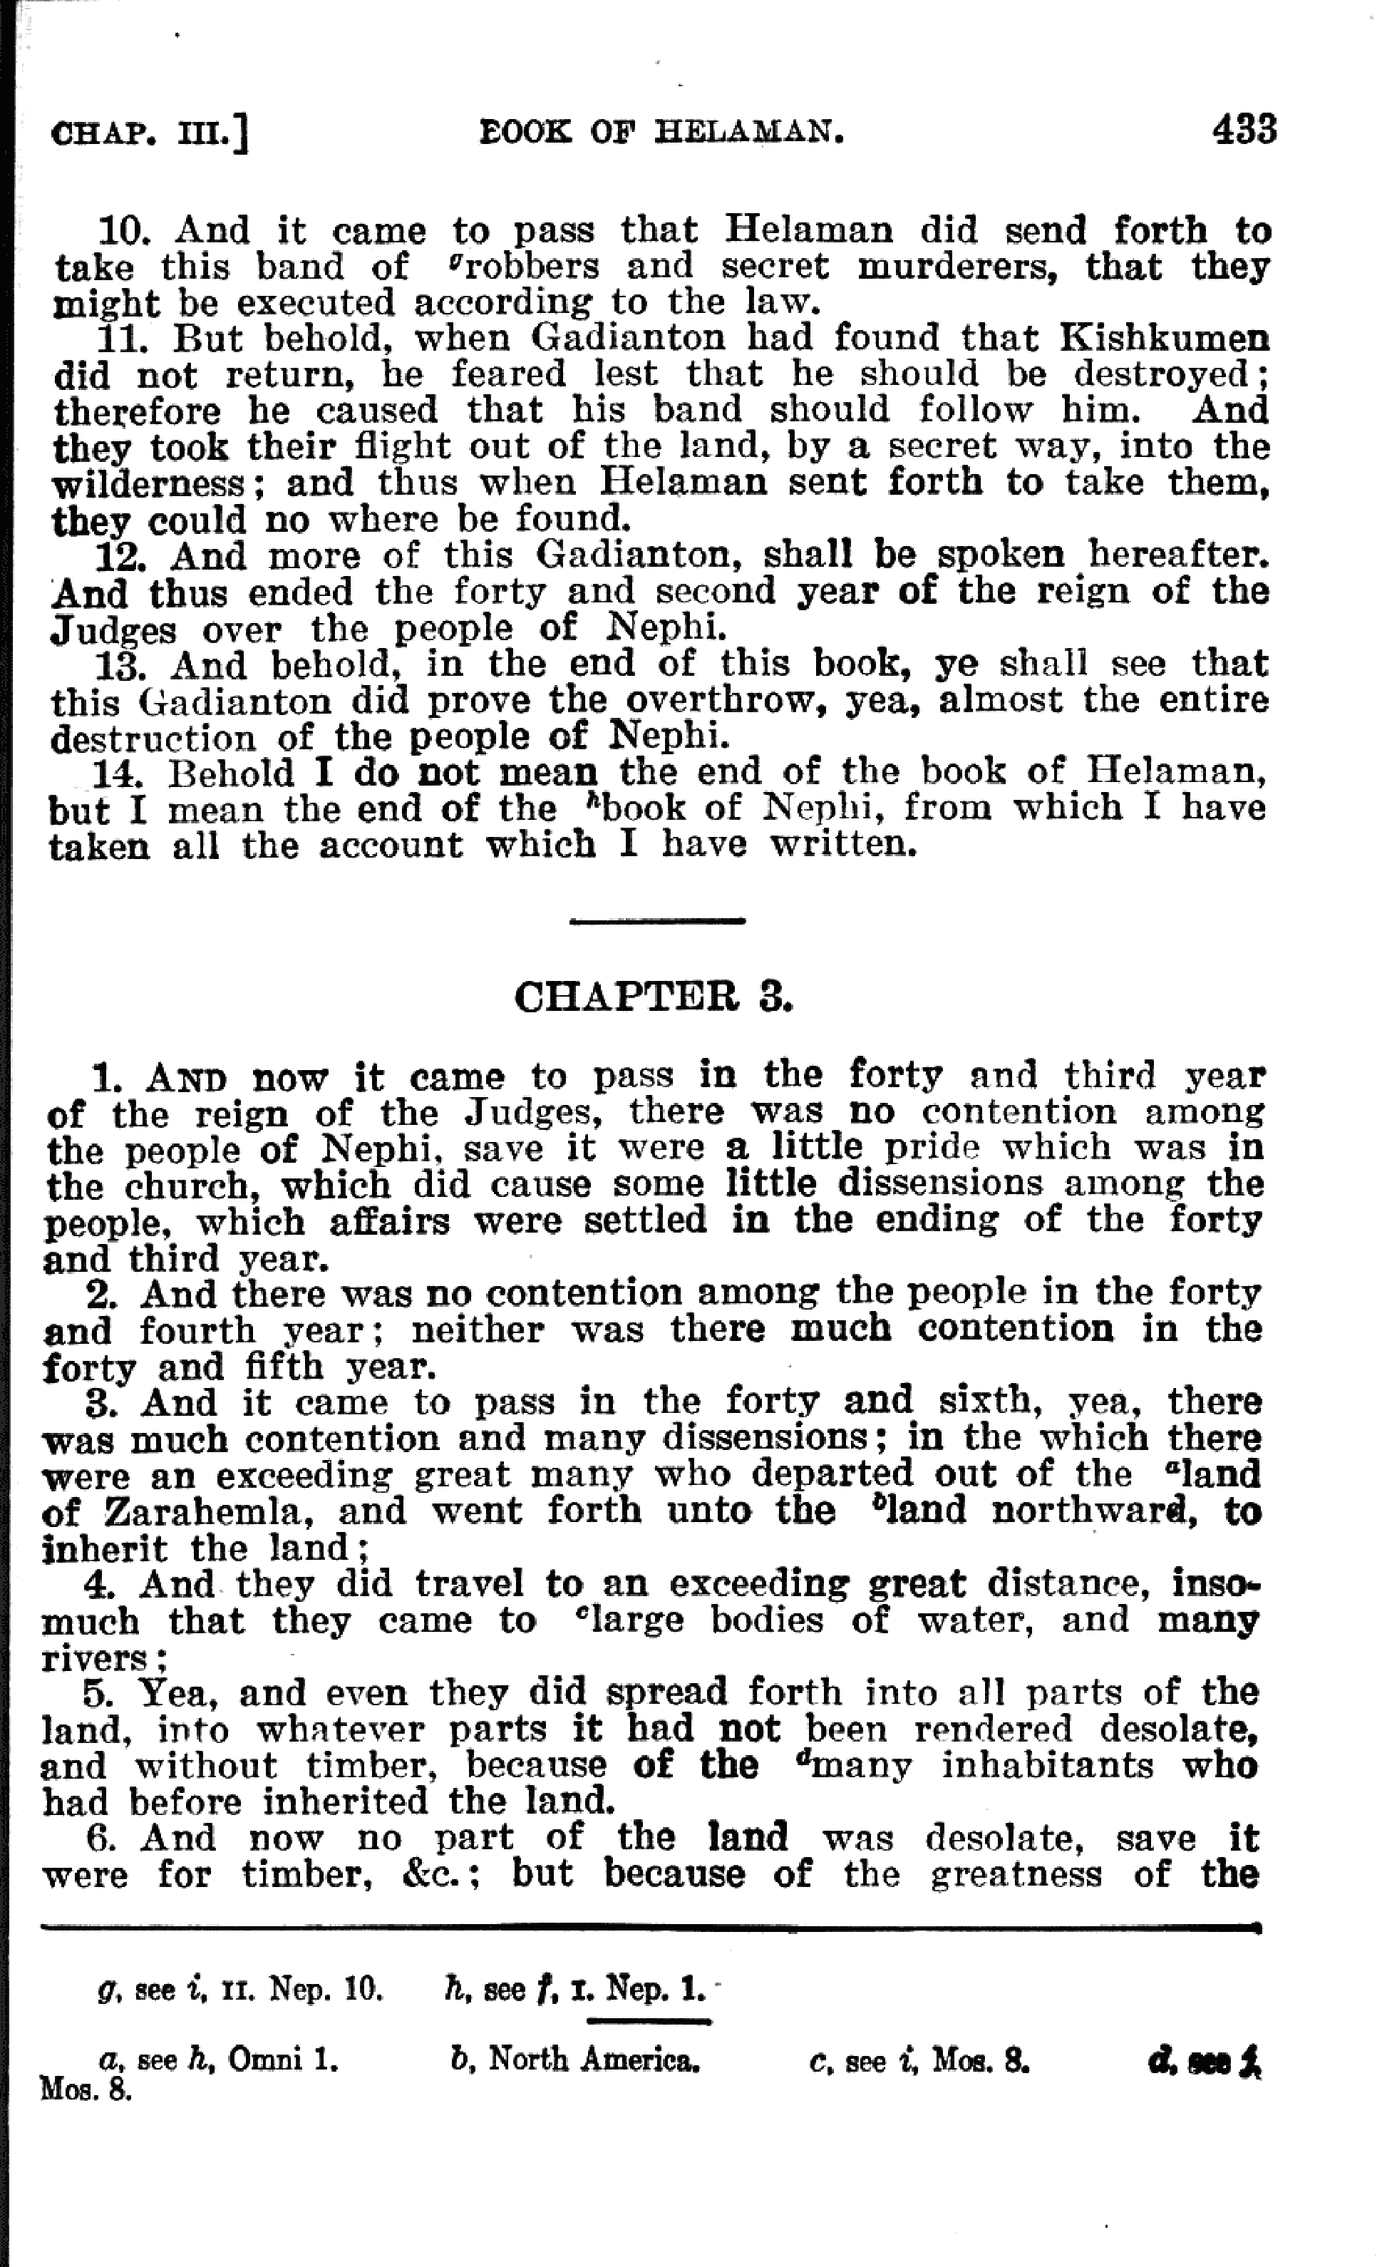 CHAP. III.] BOOK OF HELAMAN. 433
10. And it came to pass that Helaman did send forth to
take this band of grobbers and secret murderers, that they
might be executed according to the law.
11. But behold, when Gadianton had found that Kishkumen
did not return, he feared lest that he should be destroyed;
therefore he caused that his band should follow him. And
they took their flight out of the land, by a secret way, into the
wilderness; and thus when Helaman sent forth to take them,
they could no where be found.
12. And more of this Gadianton, shall be spoken hereafter.
And thus ended the forty and second year of the reign of the
Judges over the people of Nephi.
13. And behold, in the end of this book, ye shall see that
this Gadianton did prove the overthrow, yea, almost the entire
destruction of the people of Nephi.
14. Behold I do not mean the end of the book of Helaman,
but I mean the end of the hbook of Nephi, from which I have
taken all the account which I have written.
CHAPTER 3.
1. AND now it came to pass in the forty and third year
of the reign of the Judges, there was no contention among
the people of Nephi, save it were a little pride which was in
the church, which did cause some little dissensions among the
people, which affairs were settled in the ending of the forty
and third year.
2. And there was no contention among the people in the forty
and fourth year; neither was there much contention in the
forty and fifth year.
3. And it came to pass in the forty and sixth, yea, there
was much contention and many dissensions; in the which there
were an exceeding great many who departed out of the aland
of Zarahemla, and went forth unto the bland northward, to
inherit the land;
4. And they did travel to an exceeding great distance, inso-
much that they came to clarge bodies of water, and many
rivers;
5. Yea, and even they did spread forth into all parts of the
land, into whatever parts it had not been rendered desolate,
and without timber, because of the dmany inhabitants who
had before inherited the land.
6. And now no part of the land was desolate, save it
were for timber, &c.; but because of the greatness of the
g, see i, II. Nep. 10. h, see f, I. Nep. 1.
a, see h, Omni 1. b, North America. c, see i, Mos. 8. d, see
Mos. 8.